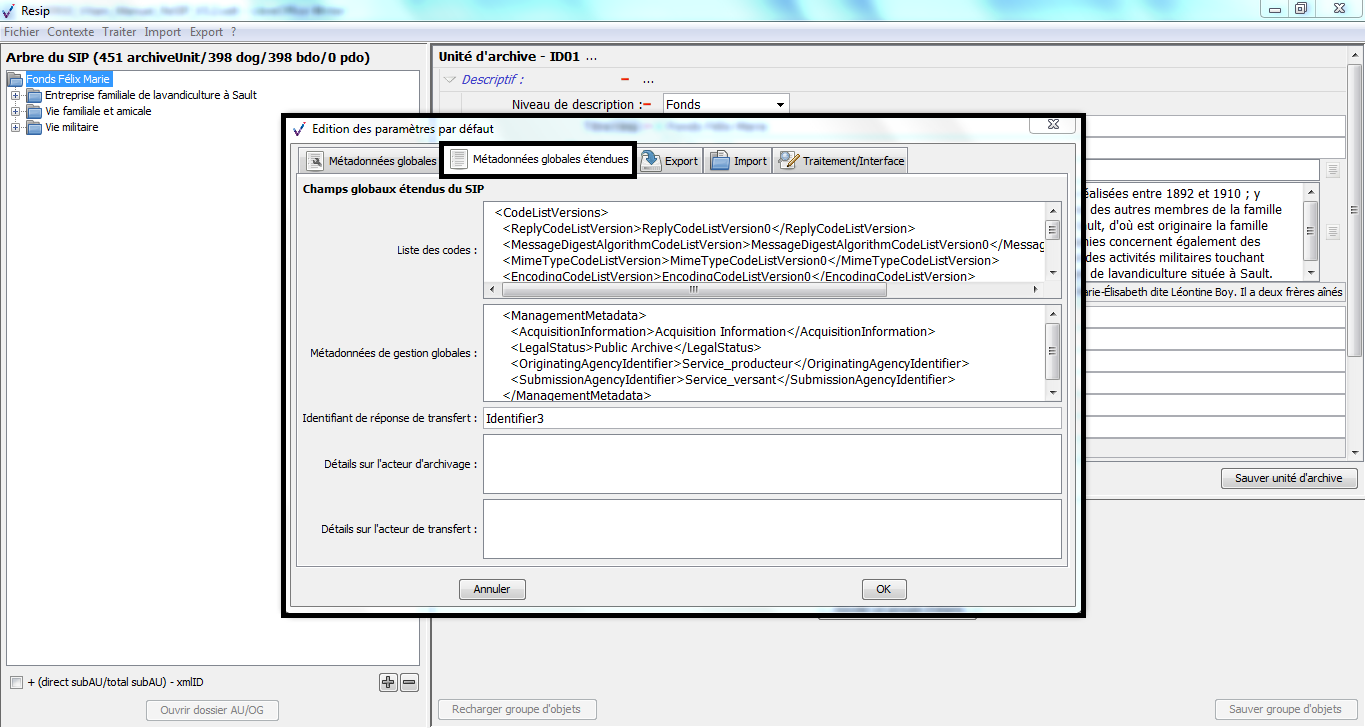 Resip
Fichier Contexte Traiter Import Export ?
Arbre du SIP (451 archiveUnit/398 dog/398 bdo/0 pdo)
Fonds Félix Marie
Entreprise familiale de lavandiculture à Sault
Vie familiale et amicale
Vie militaire
+ (direct subAU/total subAU) - xmlID
Ouvrir dossier AU/OG
Unité d'archive - ID01 ...
Descriptif : ...
Niveau de description : Fonds
Edition des paramètres par défaut
Métadonnées globales Métadonnées globales étendues Export Import Traitement/Interface
Champs globaux étendus du SIP
Liste des codes :
<CodeListVersions>
<ReplyCodeListVersion>ReplyCodeListVersion0</ReplyCodeListVersion>
<MessageDigestAlgorithmCodeListVersion>MessageDigestAlgorithmCodeListVersion0</Messag
<MimeTypeCodeListVersion>MimeTypeCodeListVersion0</MimeTypeCodeListVersion>
<EncodingCodeListVersion>EncodingCodeListVersion0</EncodingCodeListVersion>
Métadonnées de gestion globales :
<ManagementMetadata>
<AcquisitionInformation>Acquisition Information</AcquisitionInformation>
<LegalStatus>Public Archive</LegalStatus>
<OriginatingAgencyIdentifier>Service_producteur</OriginatingAgencyIdentifier>
<SubmissionAgencyIdentifier>Service_versant</SubmissionAgencyIdentifier>
</ManagementMetadata>
Identifiant de réponse de transfert : Identifier3
Détails sur l'acteur d'archivage :
Détails sur l'acteur de transfert :
Annuler OK
éalisées entre 1892 et 1910 ; y
des autres membres de la famille
ult, d'où est originaire la famille
nies concernent également des
des activités militaires touchant
de lavandiculture située à Sault.
arie-Élisabeth dite Léontine Boy. Il a deux frères aînés
Sauver unité d'archive
Recharger groupe d'objets Sauver groupe d'objets